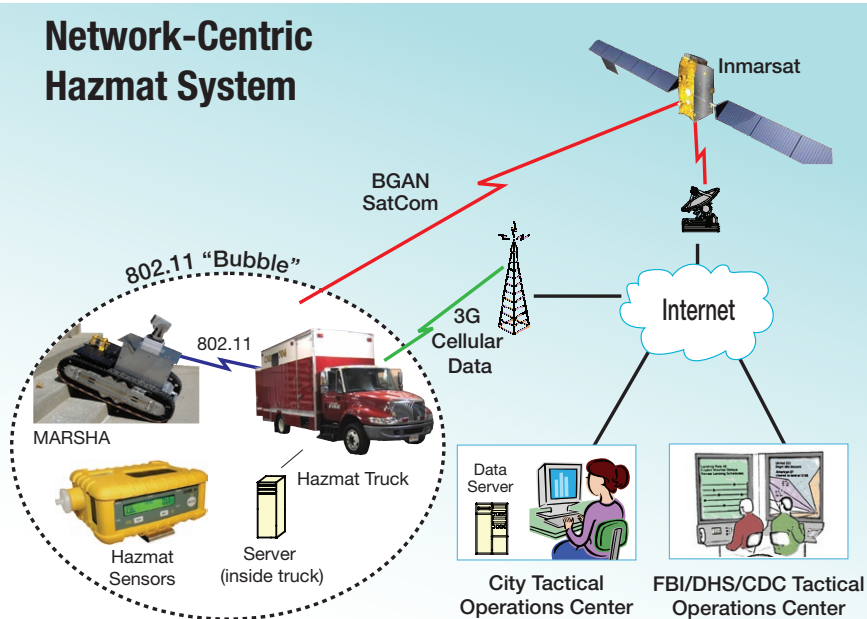 Network-Centric
Hazmat System
Inmarsat
BGAN
SatCom
802.11 “Bubble”
802.11
3G
Cellular
Data
Internet
MARSHA
Hazmat Truck
Hazmat
Sensors
Server
(inside truck)
Data
Server
City Tactical
Operations Center
FBI/DHS/CDC Tactical
Operations Center